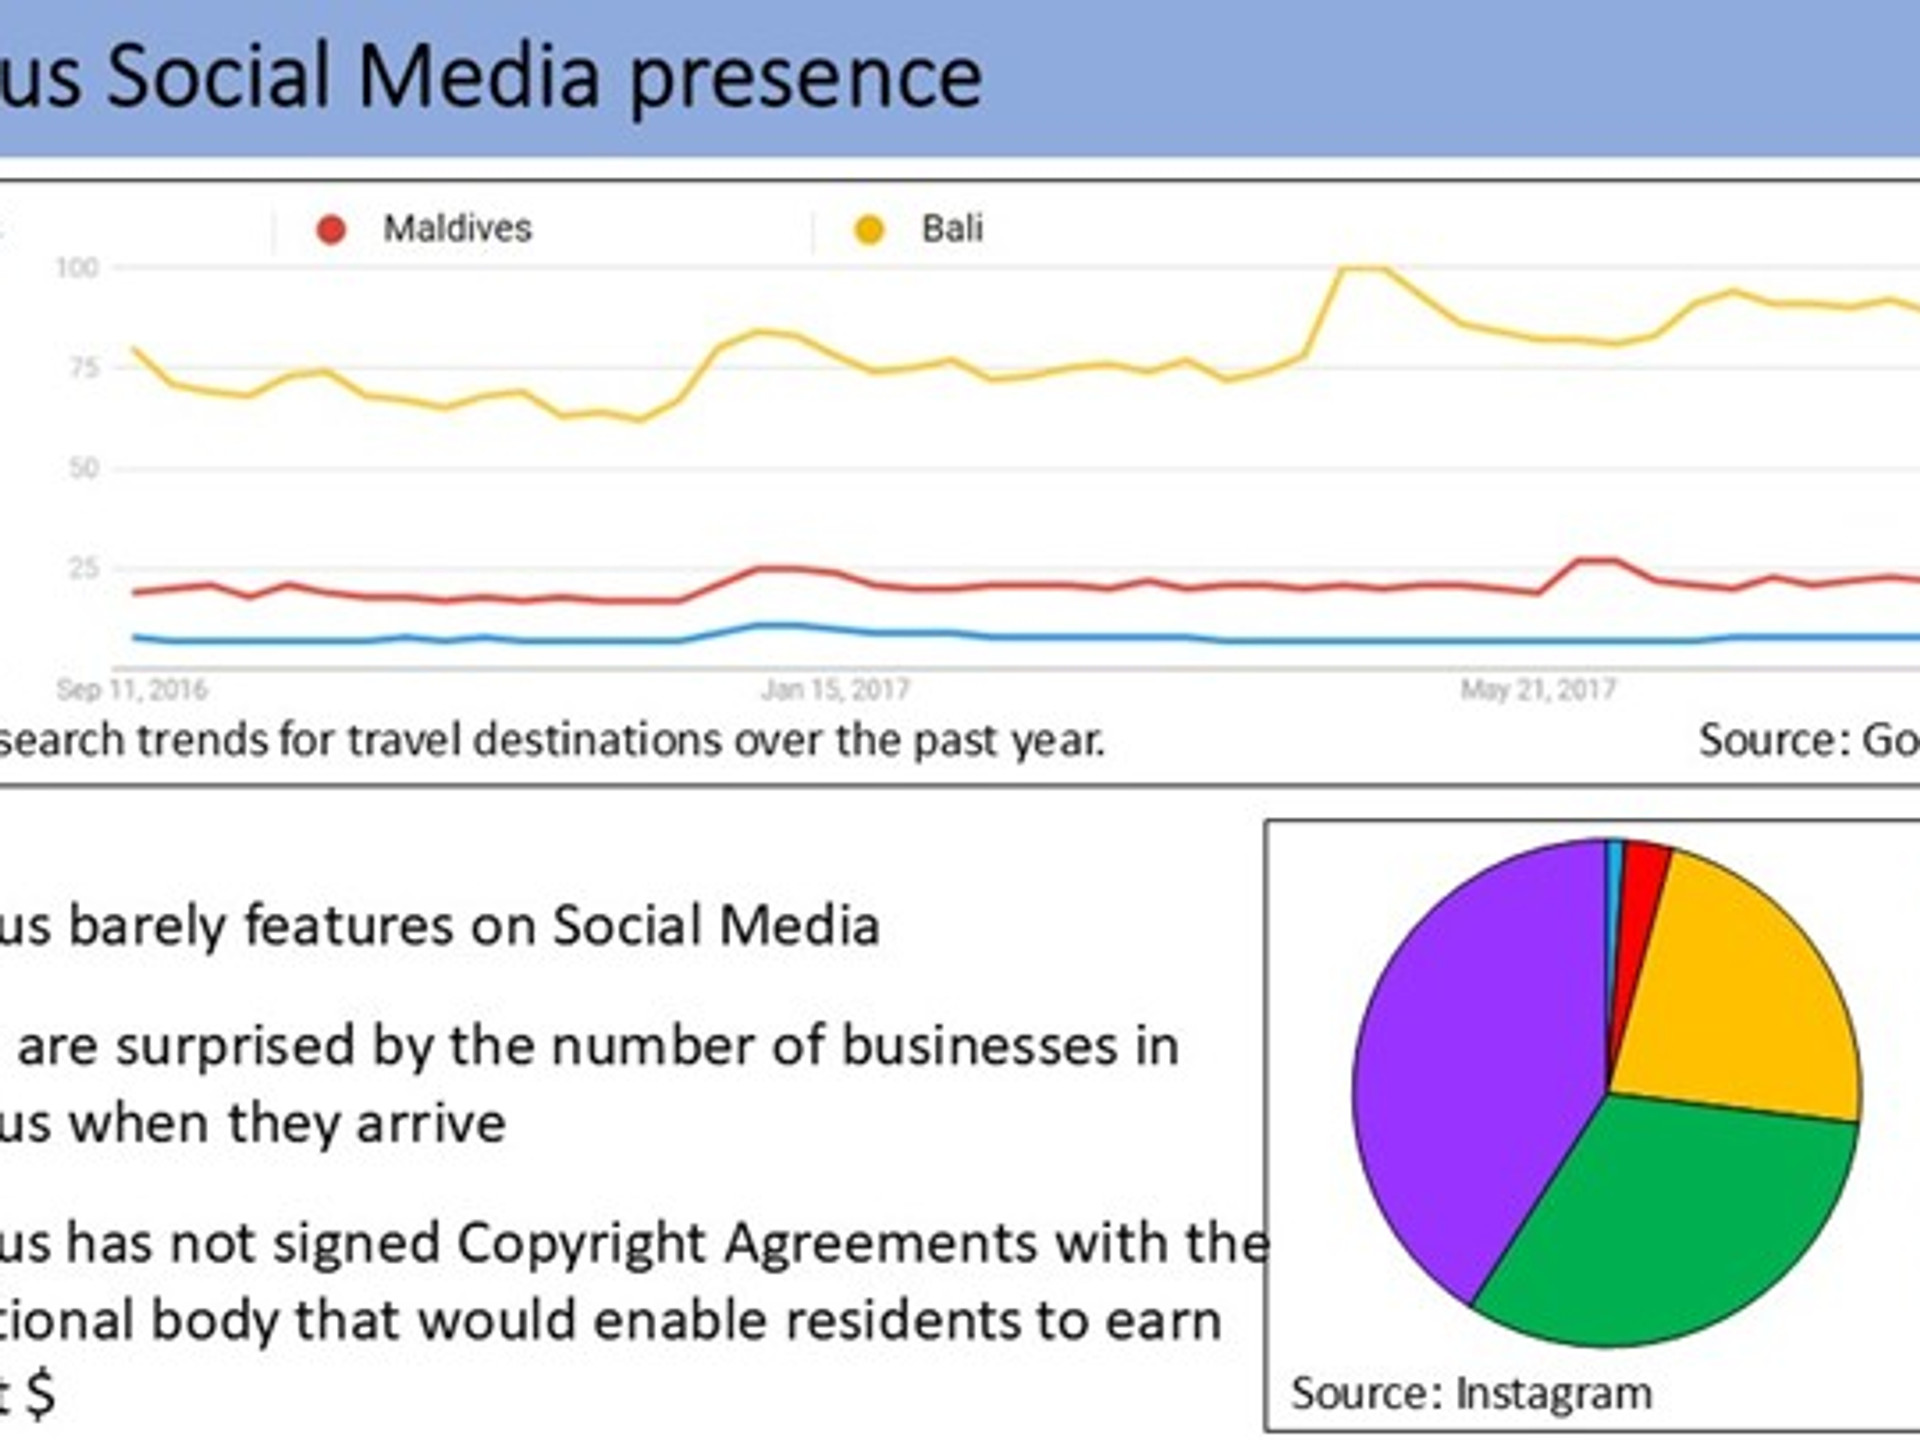 us Social Media presence
Maldives
Bali
100
75
50
25
Sep 11, 2016
Jan 15, 2017
May 21, 2017
search trends for travel destinations over the past year.
Source: Go
us barely features on Social Media
are surprised by the number of businesses in
us when they arrive
us has not signed Copyright Agreements with the
tional body that would enable residents to earn
t $
Source: Instagram